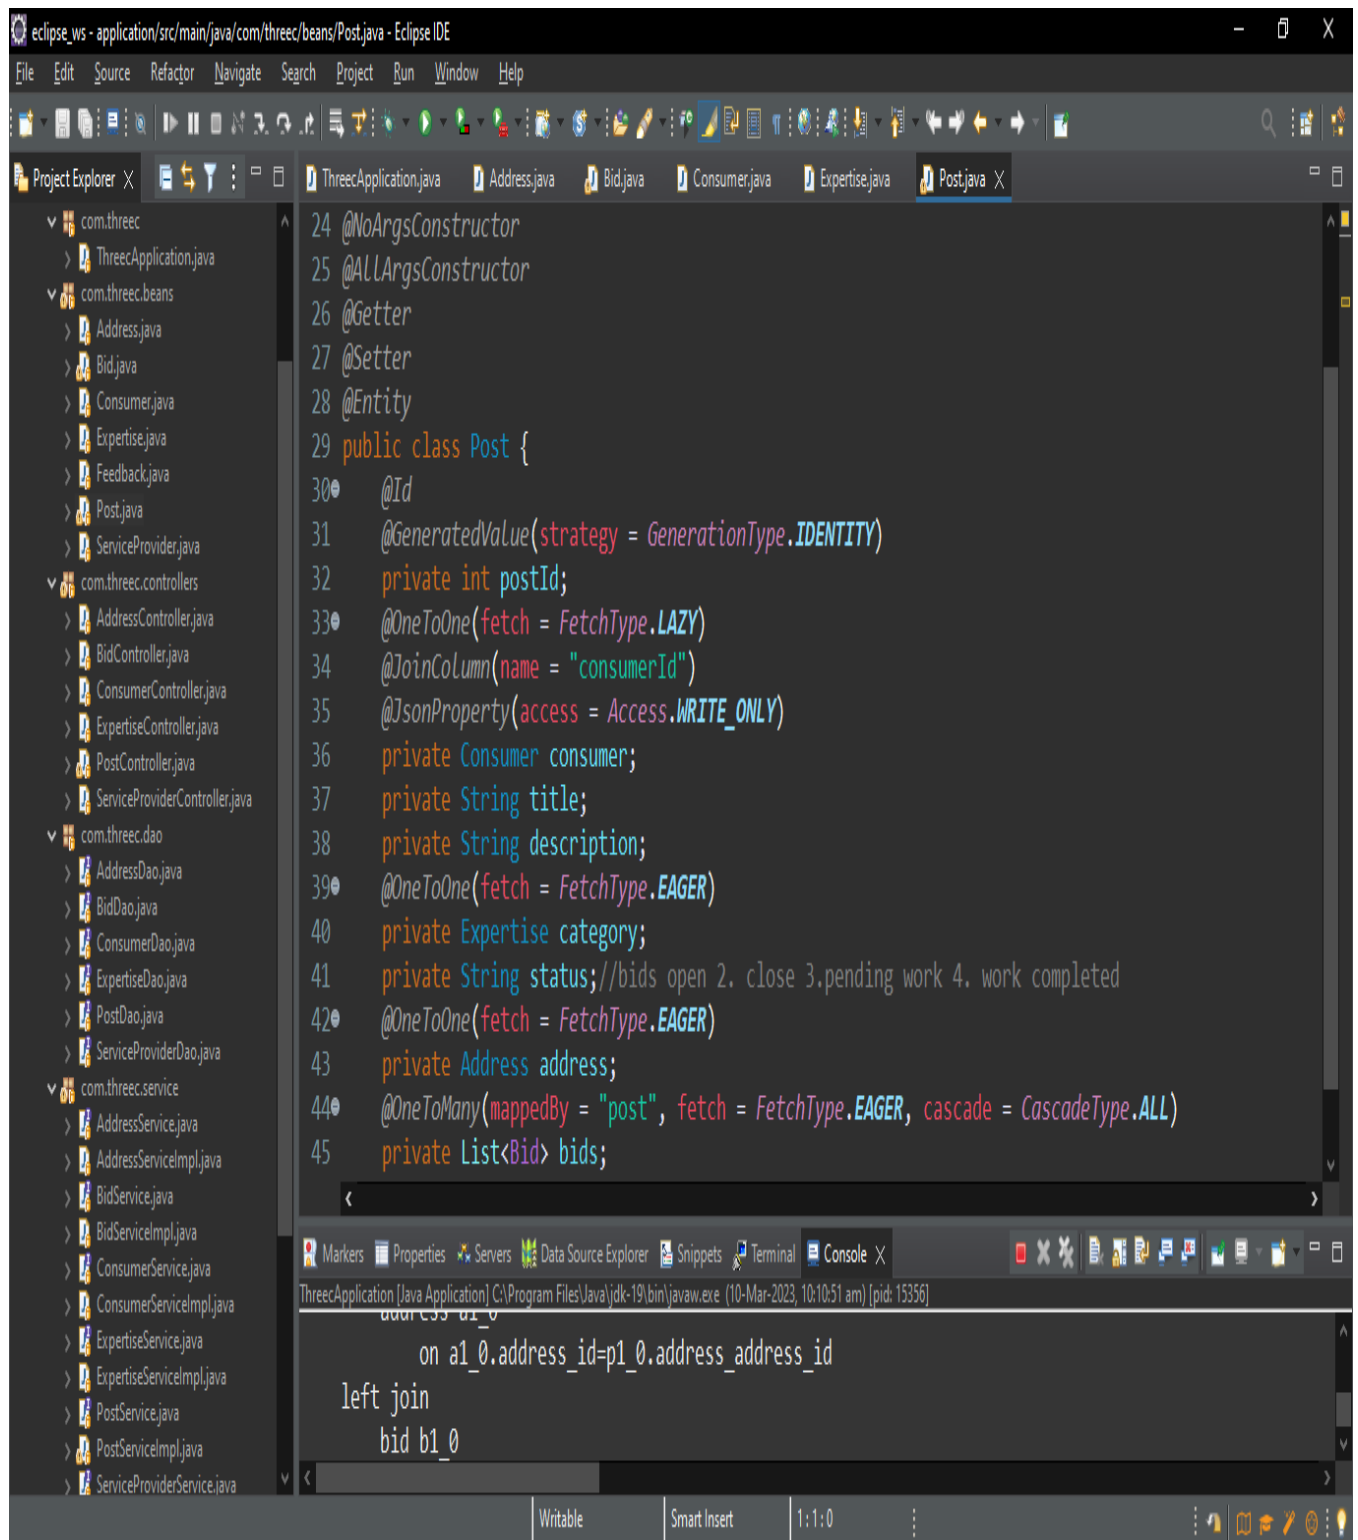 eclipse_ws - application/src/main/java/com/threec/beans/Post.java - Eclipse IDE
File Edit Source Refactor Navigate Search Project Run Window Help
Project Explorer
com.threec
ThreecApplication.java
com.threec.beans
Address.java
Bid.java
Consumer.java
Expertise.java
Feedback.java
Post.java
ServiceProvider.java
com.threec.controllers
AddressController.java
BidController.java
ConsumerController.java
ExpertiseController.java
PostController.java
ServiceProviderController.java
com.threec.dao
AddressDao.java
BidDao.java
ConsumerDao.java
ExpertiseDao.java
PostDao.java
ServiceProviderDao.java
com.threec.service
AddressService.java
AddressServiceImpl.java
BidService.java
BidServiceImpl.java
ConsumerService.java
ConsumerServiceImpl.java
ExpertiseService.java
ExpertiseServiceImpl.java
PostService.java
PostServiceImpl.java
ServiceProviderService.java
ThreecApplication.java Address.java Bid.java Consumer.java Expertise.java Post.java
24 @NoArgsConstructor
25 @AllArgsConstructor
26 @Getter
27 @Setter
28 @Entity
29 public class Post {
30 @Id
31 @GeneratedValue(strategy = GenerationType.IDENTITY)
32 private int postId;
33 @OneToOne(fetch = FetchType.LAZY)
34 @JoinColumn(name = "consumerId")
35 @JsonProperty(access = Access.WRITE_ONLY)
36 private Consumer consumer;
37 private String title;
38 private String description;
39 @OneToOne(fetch = FetchType.EAGER)
40 private Expertise category;
41 private String status;//bids open 2. close 3.pending work 4. work completed
42 @OneToOne(fetch = FetchType.EAGER)
43 private Address address;
44 @OneToMany(mappedBy = "post", fetch = FetchType.EAGER, cascade = CascadeType.ALL)
45 private List<Bid> bids;
Markers Properties Servers Data Source Explorer Snippets Terminal Console
ThreecApplication [Java Application] C:\Program Files\Java\jdk-19\bin\javaw.exe (10-Mar-2023, 10:10:51 am) [pid: 15356]
address a1_0
on a1_0.address_id=p1_0.address_address_id
left join
bid b1_0
Writable Smart Insert 1 : 1 : 0